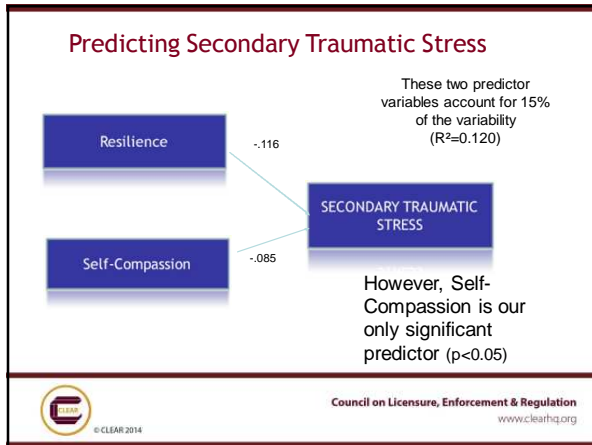 Predicting Secondary Traumatic Stress
These two predictor
variables account for 15%
of the variability
(R²=0.120)
Resilience
-.116
SECONDARY TRAUMATIC
STRESS
Self-Compassion
-.085
However, Self-
Compassion is our
only significant
predictor (p<0.05)
CLEAR
© CLEAR 2014
Council on Licensure, Enforcement & Regulation
www.clearhq.org